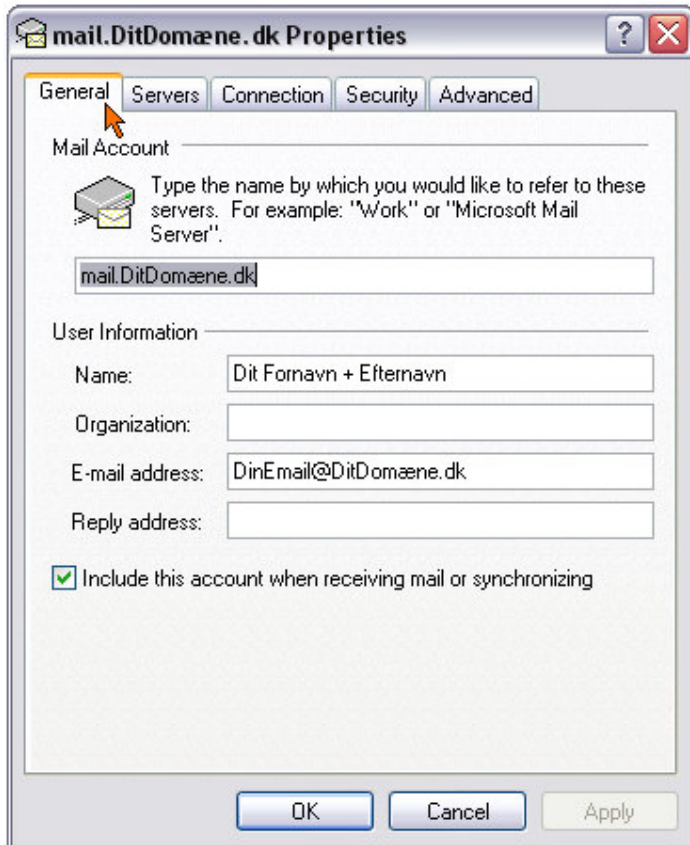 mail.DitDomæne.dk Properties
General Servers Connection Security Advanced
Mail Account
Type the name by which you would like to refer to these
servers. For example: "Work" or "Microsoft Mail
Server".
mail.DitDomæne.dk
User Information
Name: Dit Fornavn + Efternavn
Organization:
E-mail address: DinEmail@DitDomæne.dk
Reply address:
Include this account when receiving mail or synchronizing
OK Cancel Apply